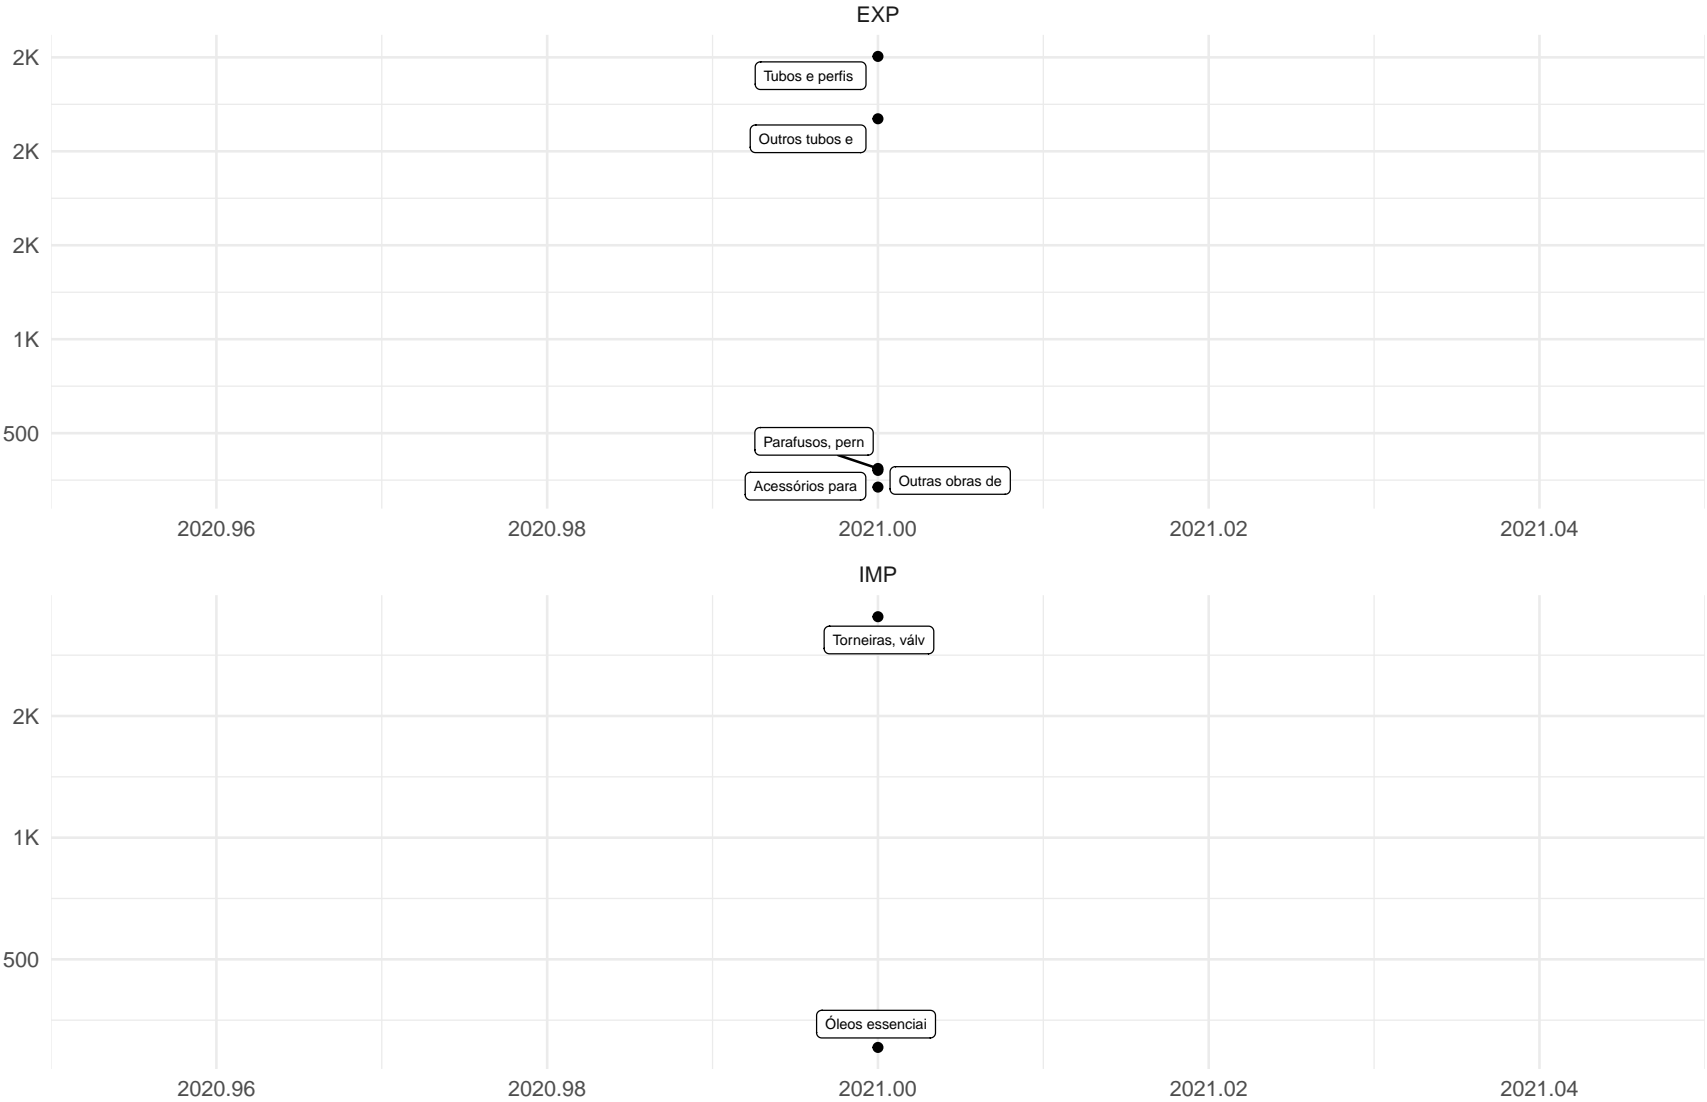 EXP
2K
Tubos e perfis
Outros tubos e
2K
2K
1K
500
Parafusos, pern
Outras obras de
Acessórios para
2020.96
2020.98
2021.00
2021.02
2021.04
IMP
Torneiras, válv
2K
1K
500
Óleos essenciai
2020.96
2020.98
2021.00
2021.02
2021.04